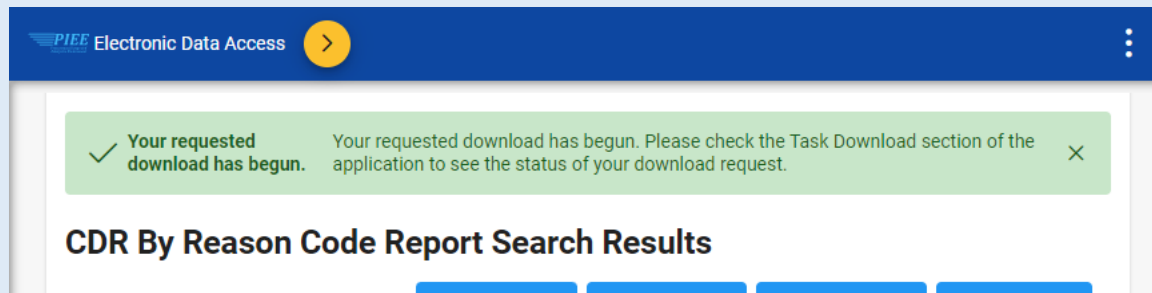 PIEE Electronic Data Access
Your requested
download has begun.
Your requested download has begun. Please check the Task Download section of the
application to see the status of your download request.
CDR By Reason Code Report Search Results